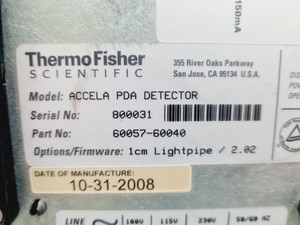 150mA
ThermoFisher
SCIENTIFIC
355 River Oaks Parkway
San Jose, CA 95134 U.S.A.
Model: ACCELA PDA DETECTOR
Serial No: 800031
Part No: 60057-60040
Options/Firmware: 1cm Lightpipe / 2.02
DATE OF MANUFACTURE:
10-31-2008
LINE 100V 115V 230V 50/60 HZ